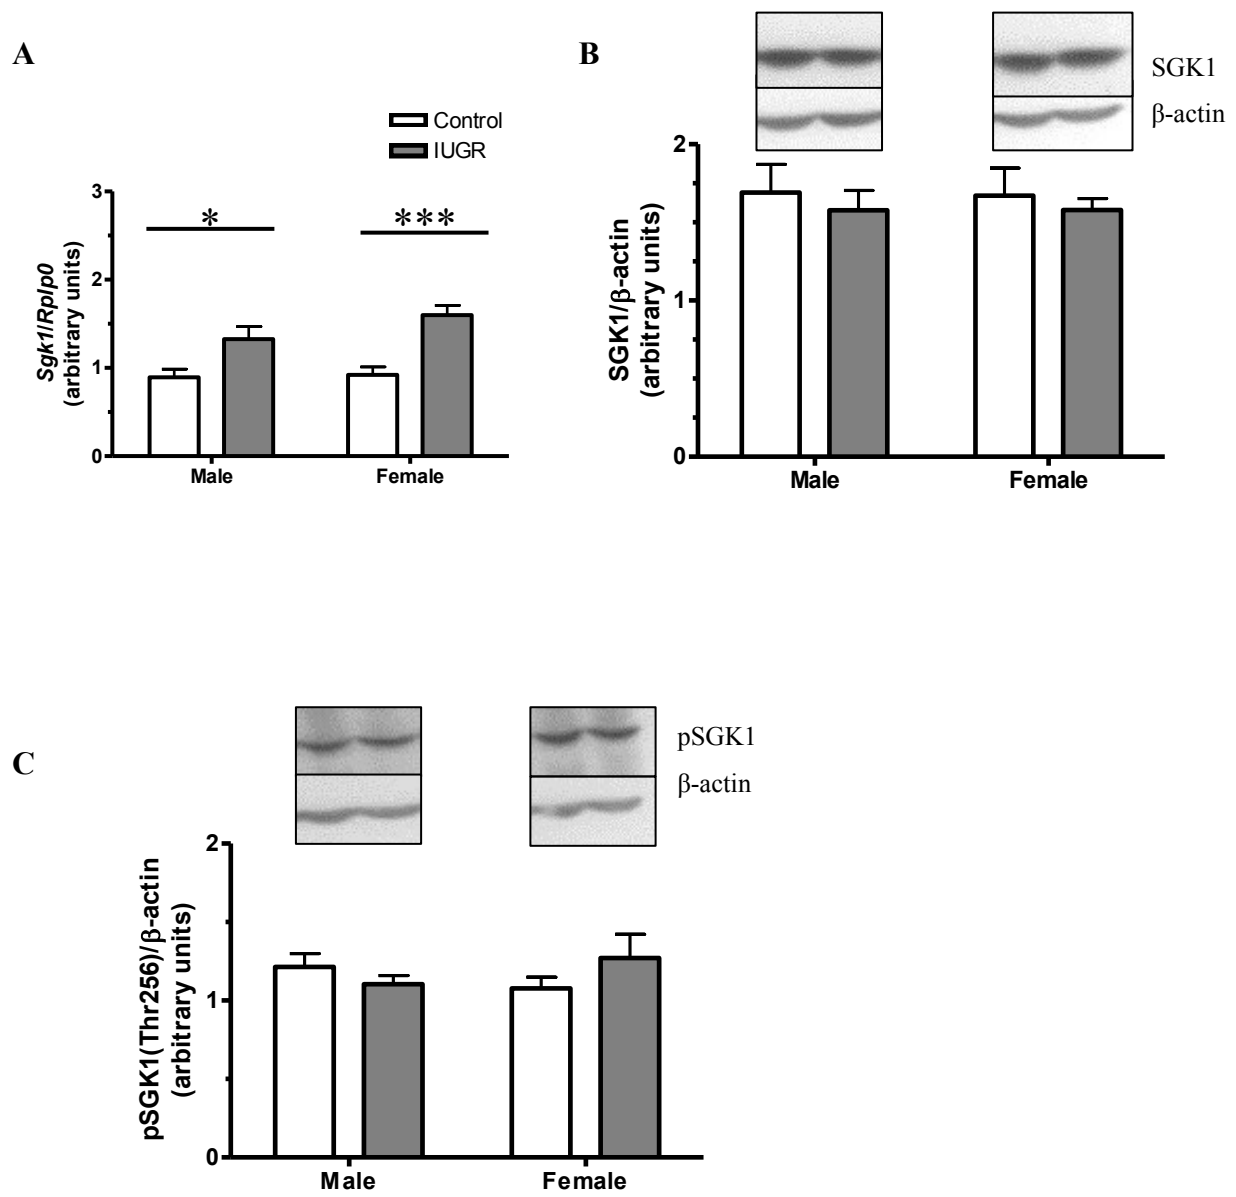 A
Control
IUGR
3
2
1
0
Sgk1/Rplp0
(arbitrary units)
*
***
Male
Female
B
SGK1
β-actin
2
1
0
SGK1/β-actin
(arbitrary units)
Male
Female
C
pSGK1
β-actin
2
1
0
pSGK1(Thr256)/β-actin
(arbitrary units)
Male
Female